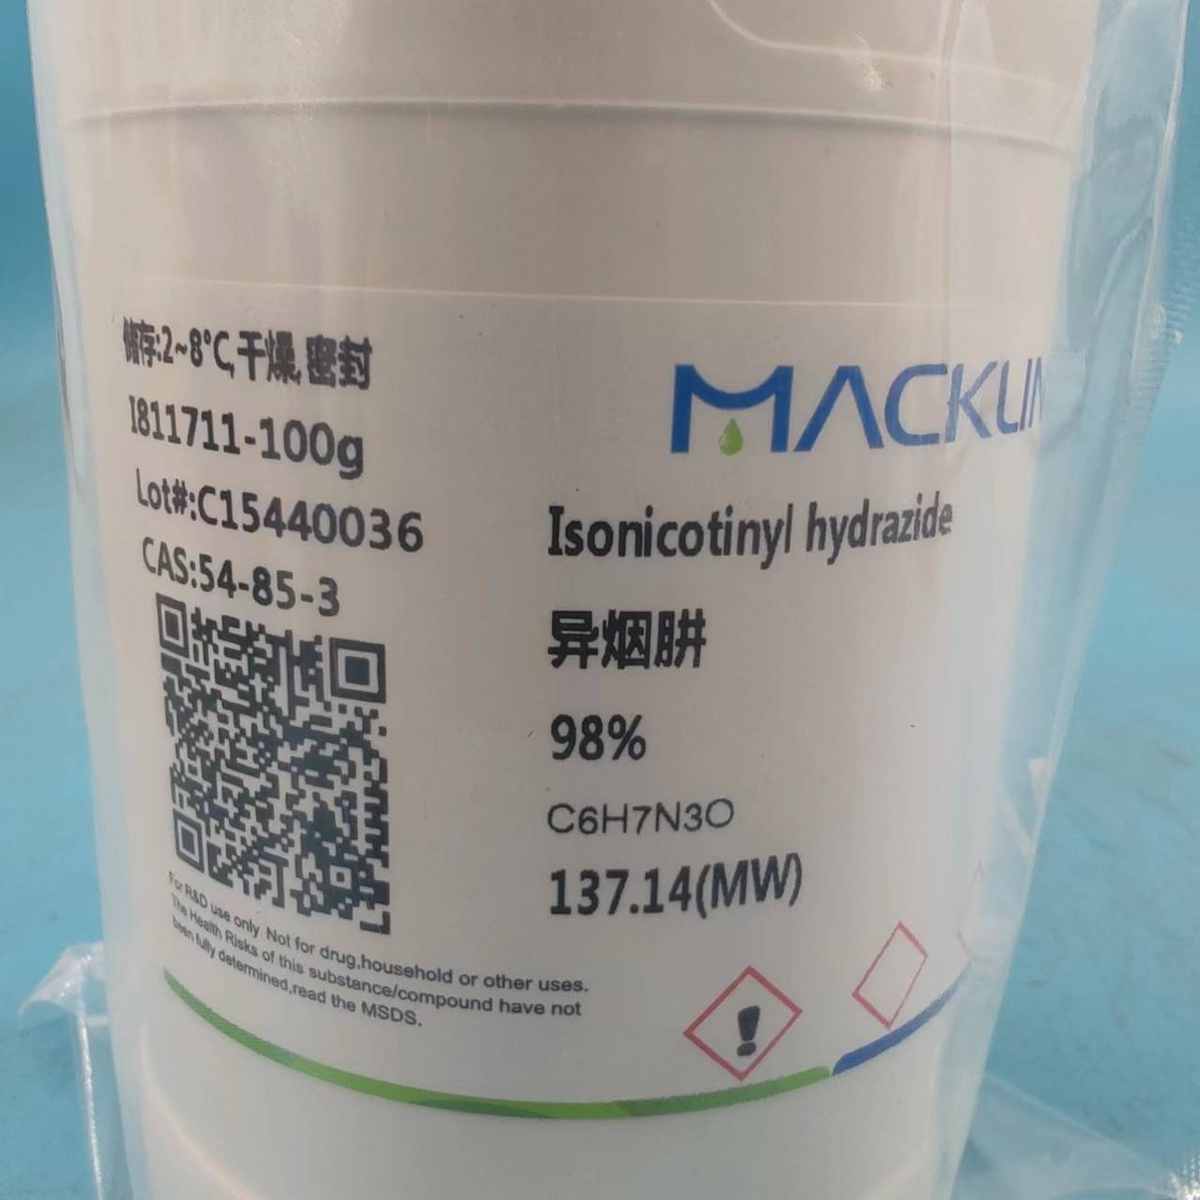 储存:2~8°C,干燥,密封
I811711-100g
Lot#:C15440036
CAS:54-85-3
For R&D use only. Not for drug,household or other uses.
The Health Risks of this substance/compound have not
been fully determined,read the MSDS.
MACKLIN
Isonicotinyl hydrazide
异烟肼
98%
C6H7N3O
137.14(MW)